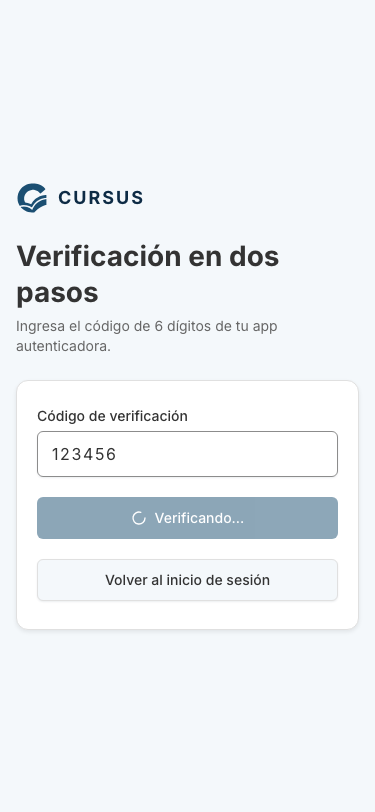 CURSUS
Verificación en dos
pasos
Ingresa el código de 6 dígitos de tu app
autenticadora.
Código de verificación
123456
Verificando...
Volver al inicio de sesión